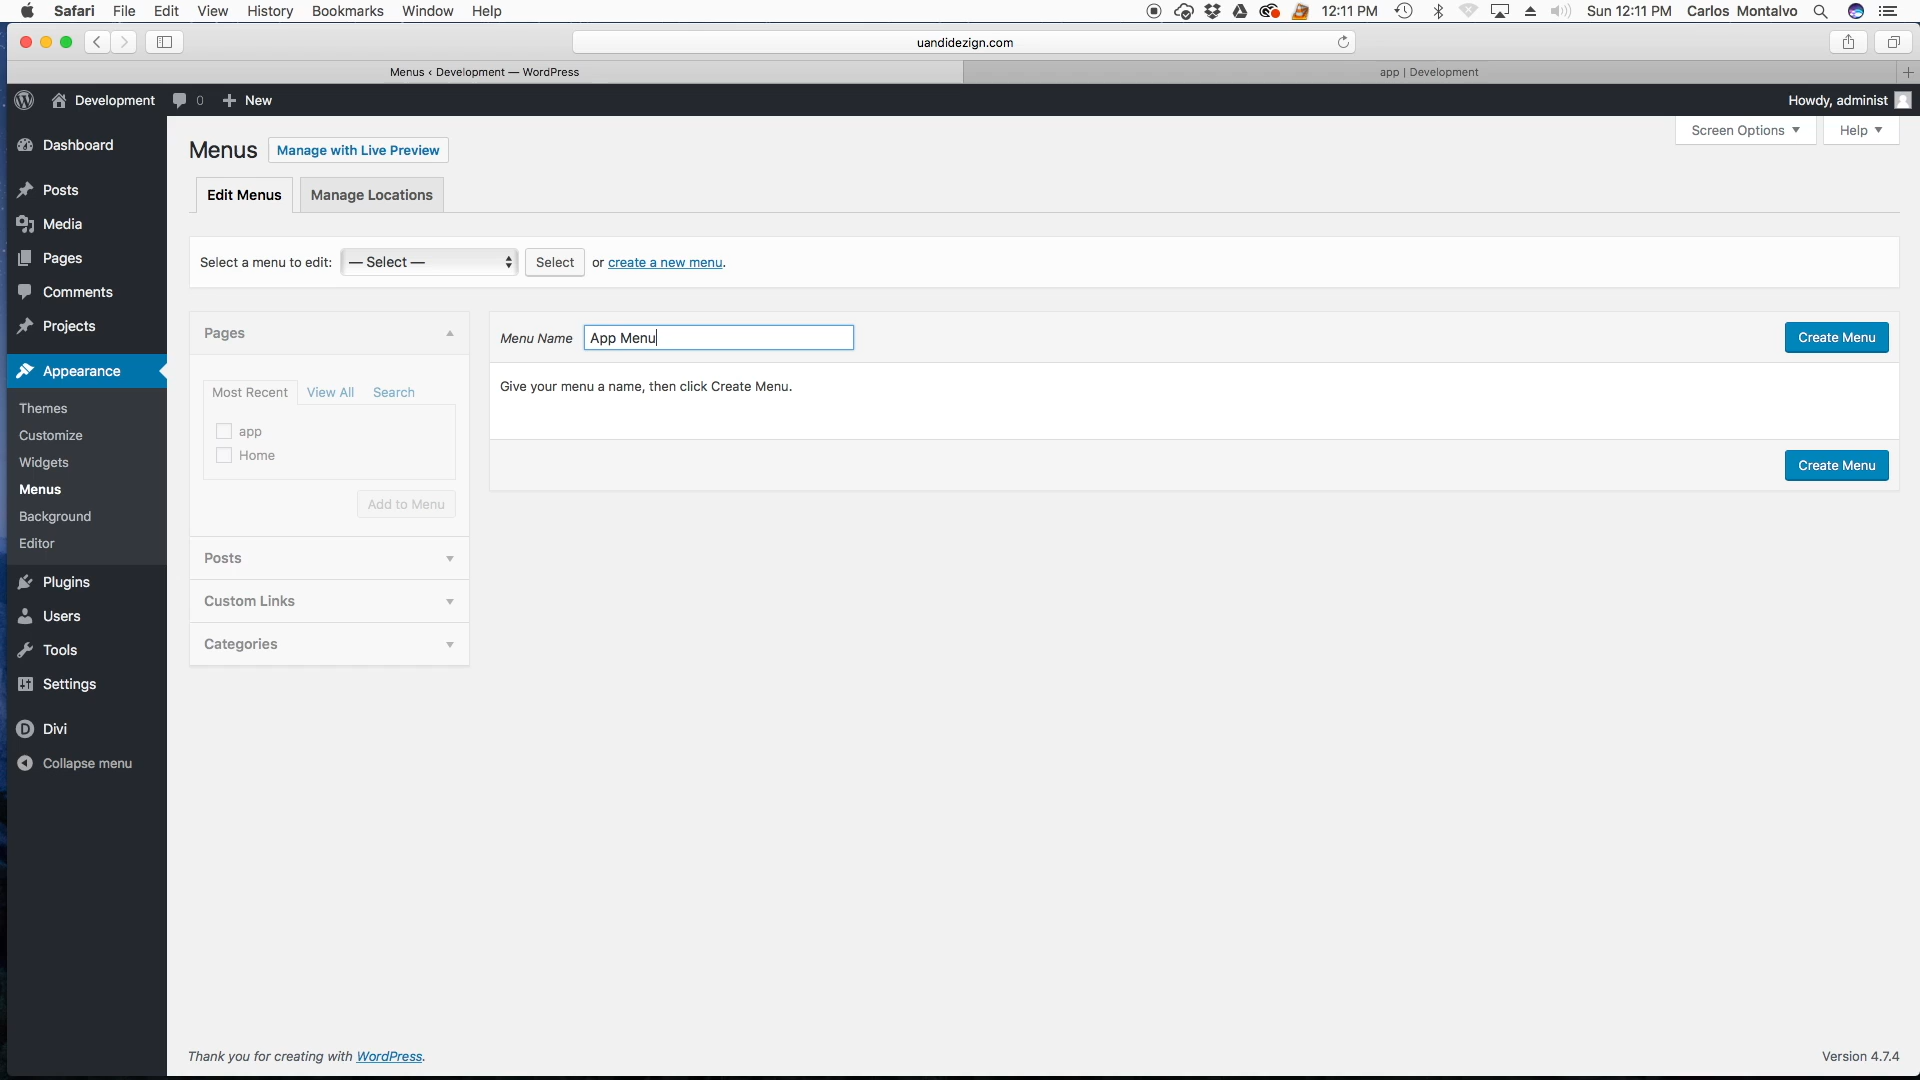 Safari File Edit View History Bookmarks Window Help 12:11 PM Sun 12:11 PM Carlos Montalvo
uandidezign.com
Menus ‹ Development — WordPress app | Development
Development 0 New Howdy, administ
Screen Options Help
Menus Manage with Live Preview
Edit Menus Manage Locations
Select a menu to edit: — Select — Select or create a new menu.
Dashboard
Posts
Media
Pages
Comments
Projects
Appearance
Themes
Customize
Widgets
Menus
Background
Editor
Plugins
Users
Tools
Settings
D Divi
Collapse menu
Pages
Most Recent View All Search
app
Home
Add to Menu
Posts
Custom Links
Categories
Menu Name App Menu Create Menu
Give your menu a name, then click Create Menu.
Create Menu
Thank you for creating with WordPress. Version 4.7.4